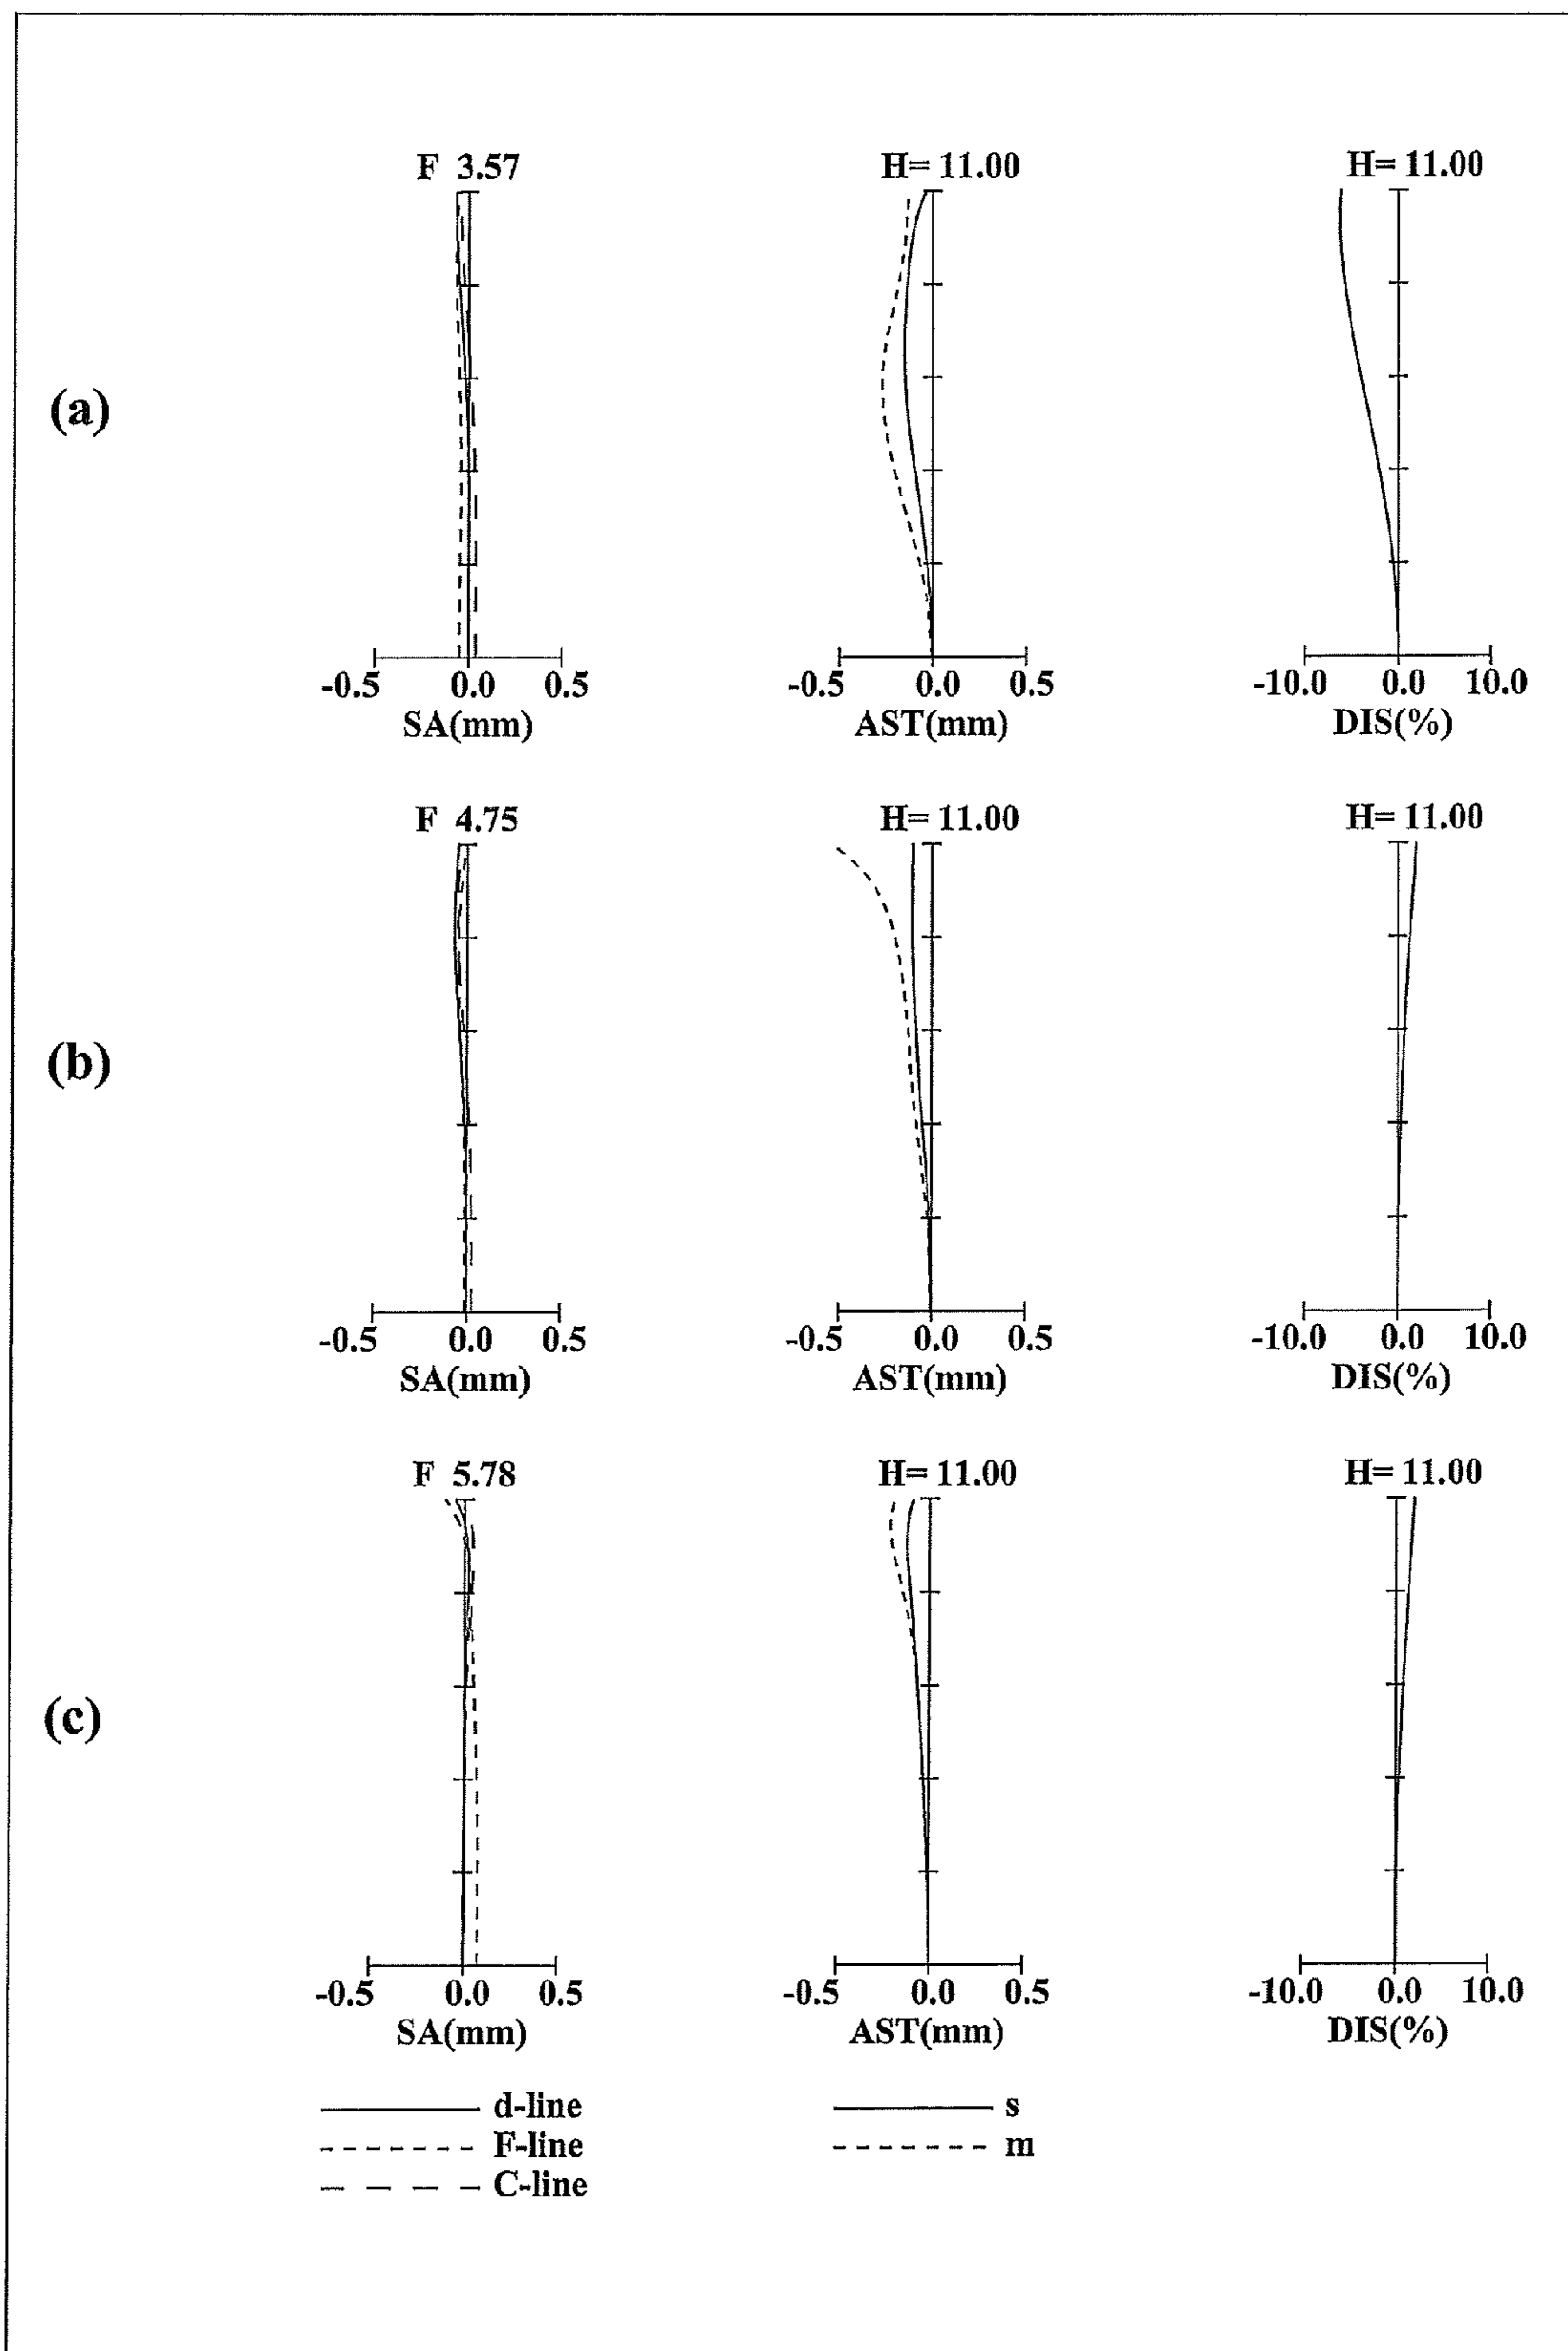 F 3.57 H= 11.00 H= 11.00
(a)
-0.5 0.0 0.5 -0.5 0.0 0.5 -10.0 0.0 10.0
SA(mm) AST(mm) DIS(%)
F 4.75 H= 11.00 H= 11.00
(b)
-0.5 0.0 0.5 -0.5 0.0 0.5 -10.0 0.0 10.0
SA(mm) AST(mm) DIS(%)
F 5.78 H= 11.00 H= 11.00
(c)
-0.5 0.0 0.5 -0.5 0.0 0.5 -10.0 0.0 10.0
SA(mm) AST(mm) DIS(%)
d-line s
F-line m
C-line